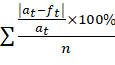 ∑ |a_t−f_t| / a_t ×100% / n